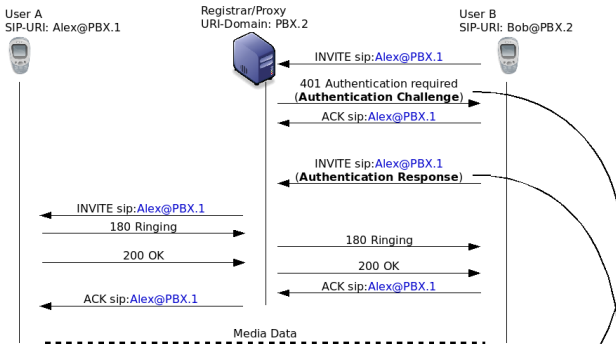 User A
SIP-URI: Alex@PBX.1
Registrar/Proxy
URI-Domain: PBX.2
User B
SIP-URI: Bob@PBX.2
INVITE sip:Alex@PBX.1
401 Authentication required
(Authentication Challenge)
ACK sip:Alex@PBX.1
INVITE sip:Alex@PBX.1
(Authentication Response)
INVITE sip:Alex@PBX.1
180 Ringing
180 Ringing
200 OK
200 OK
ACK sip:Alex@PBX.1
ACK sip:Alex@PBX.1
Media Data